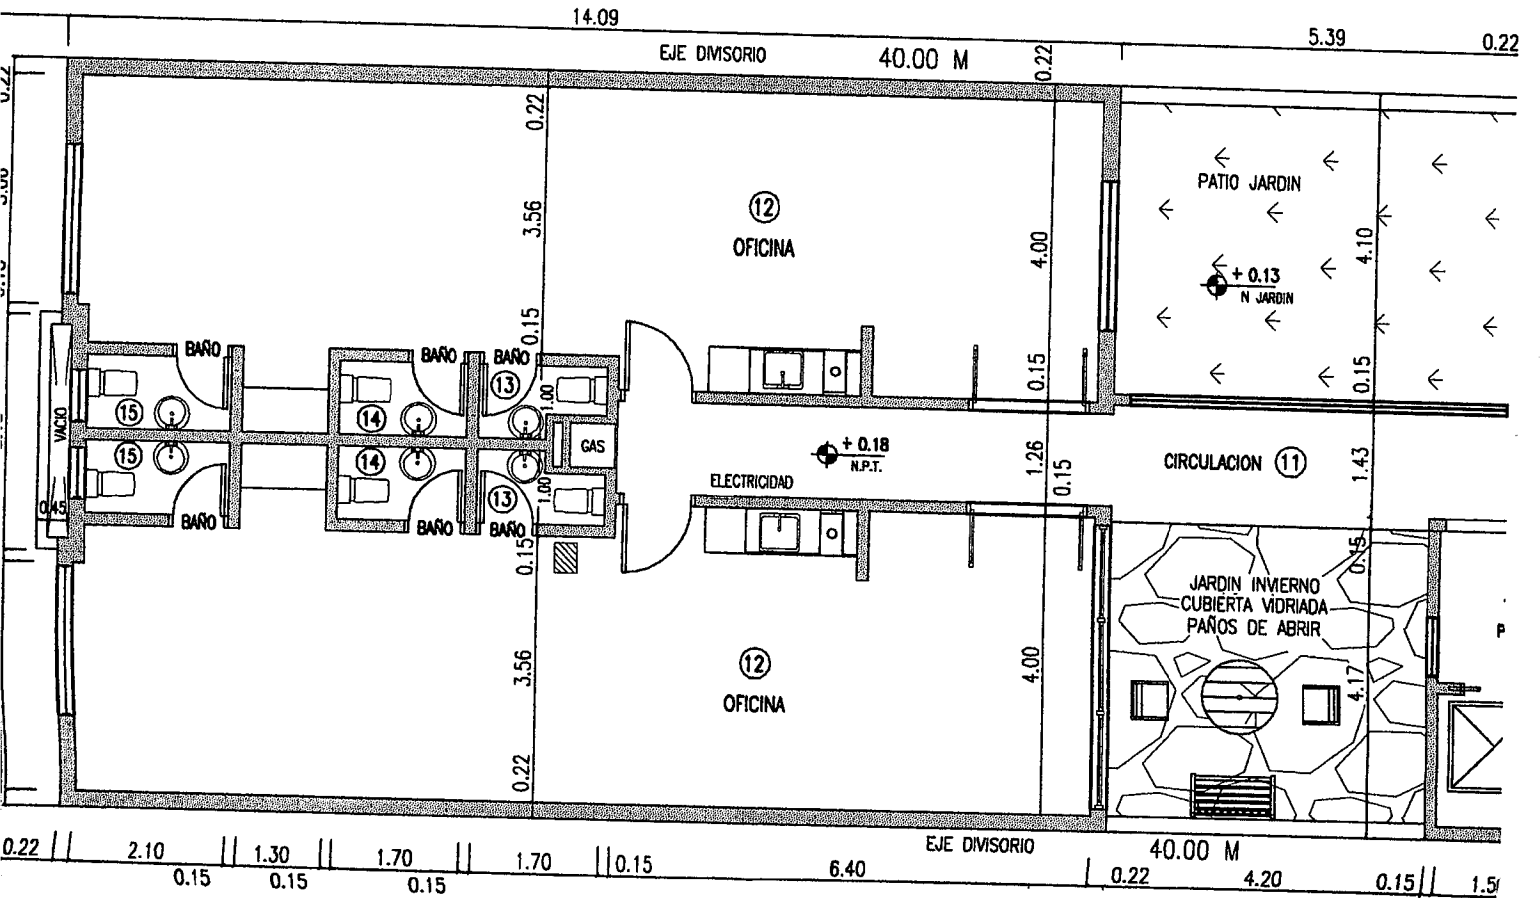 14.09
5.39
0.22
EJE DIVISORIO
40.00 M
0.22
0.22
0.22
3.56
12
OFICINA
4.00
PATIO JARDIN
4.10
+ 0.13
N JARDIN
0.15
0.15
0.15
BAÑO
BAÑO
BAÑO
13
1.00
15
14
VACIO
GAS
+ 0.18
N.P.T.
1.26
0.15
CIRCULACION 11
1.43
15
14
13
1.00
ELECTRICIDAD
0.45
BAÑO
BAÑO
BAÑO
0.15
0.15
JARDIN INVIERNO
CUBIERTA VIDRIADA
PAÑOS DE ABRIR
P
3.56
12
OFICINA
4.00
4.17
0.22
EJE DIVISORIO
40.00 M
0.22
2.10
0.15
1.30
0.15
1.70
0.15
1.70
0.15
6.40
0.22
4.20
0.15